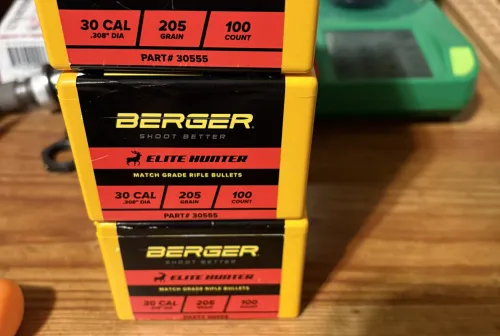 30 CAL 205 100
.308" DIA GRAIN COUNT
PART# 30555
BERGER
SHOOT BETTER
ELITE HUNTER
MATCH GRADE RIFLE BULLETS
30 CAL 205 100
.308" DIA GRAIN COUNT
PART# 30555
BERGER
SHOOT BETTER
ELITE HUNTER
MATCH GRADE RIFLE BULLETS
30 CAL 205 100